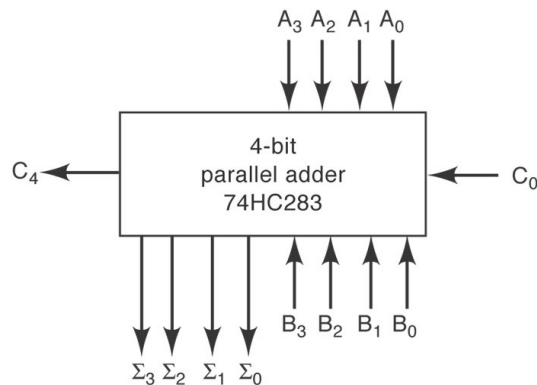 A₃ A₂ A₁ A₀
4-bit
parallel adder
74HC283
C₄
C₀
B₃ B₂ B₁ B₀
Σ₃ Σ₂ Σ₁ Σ₀